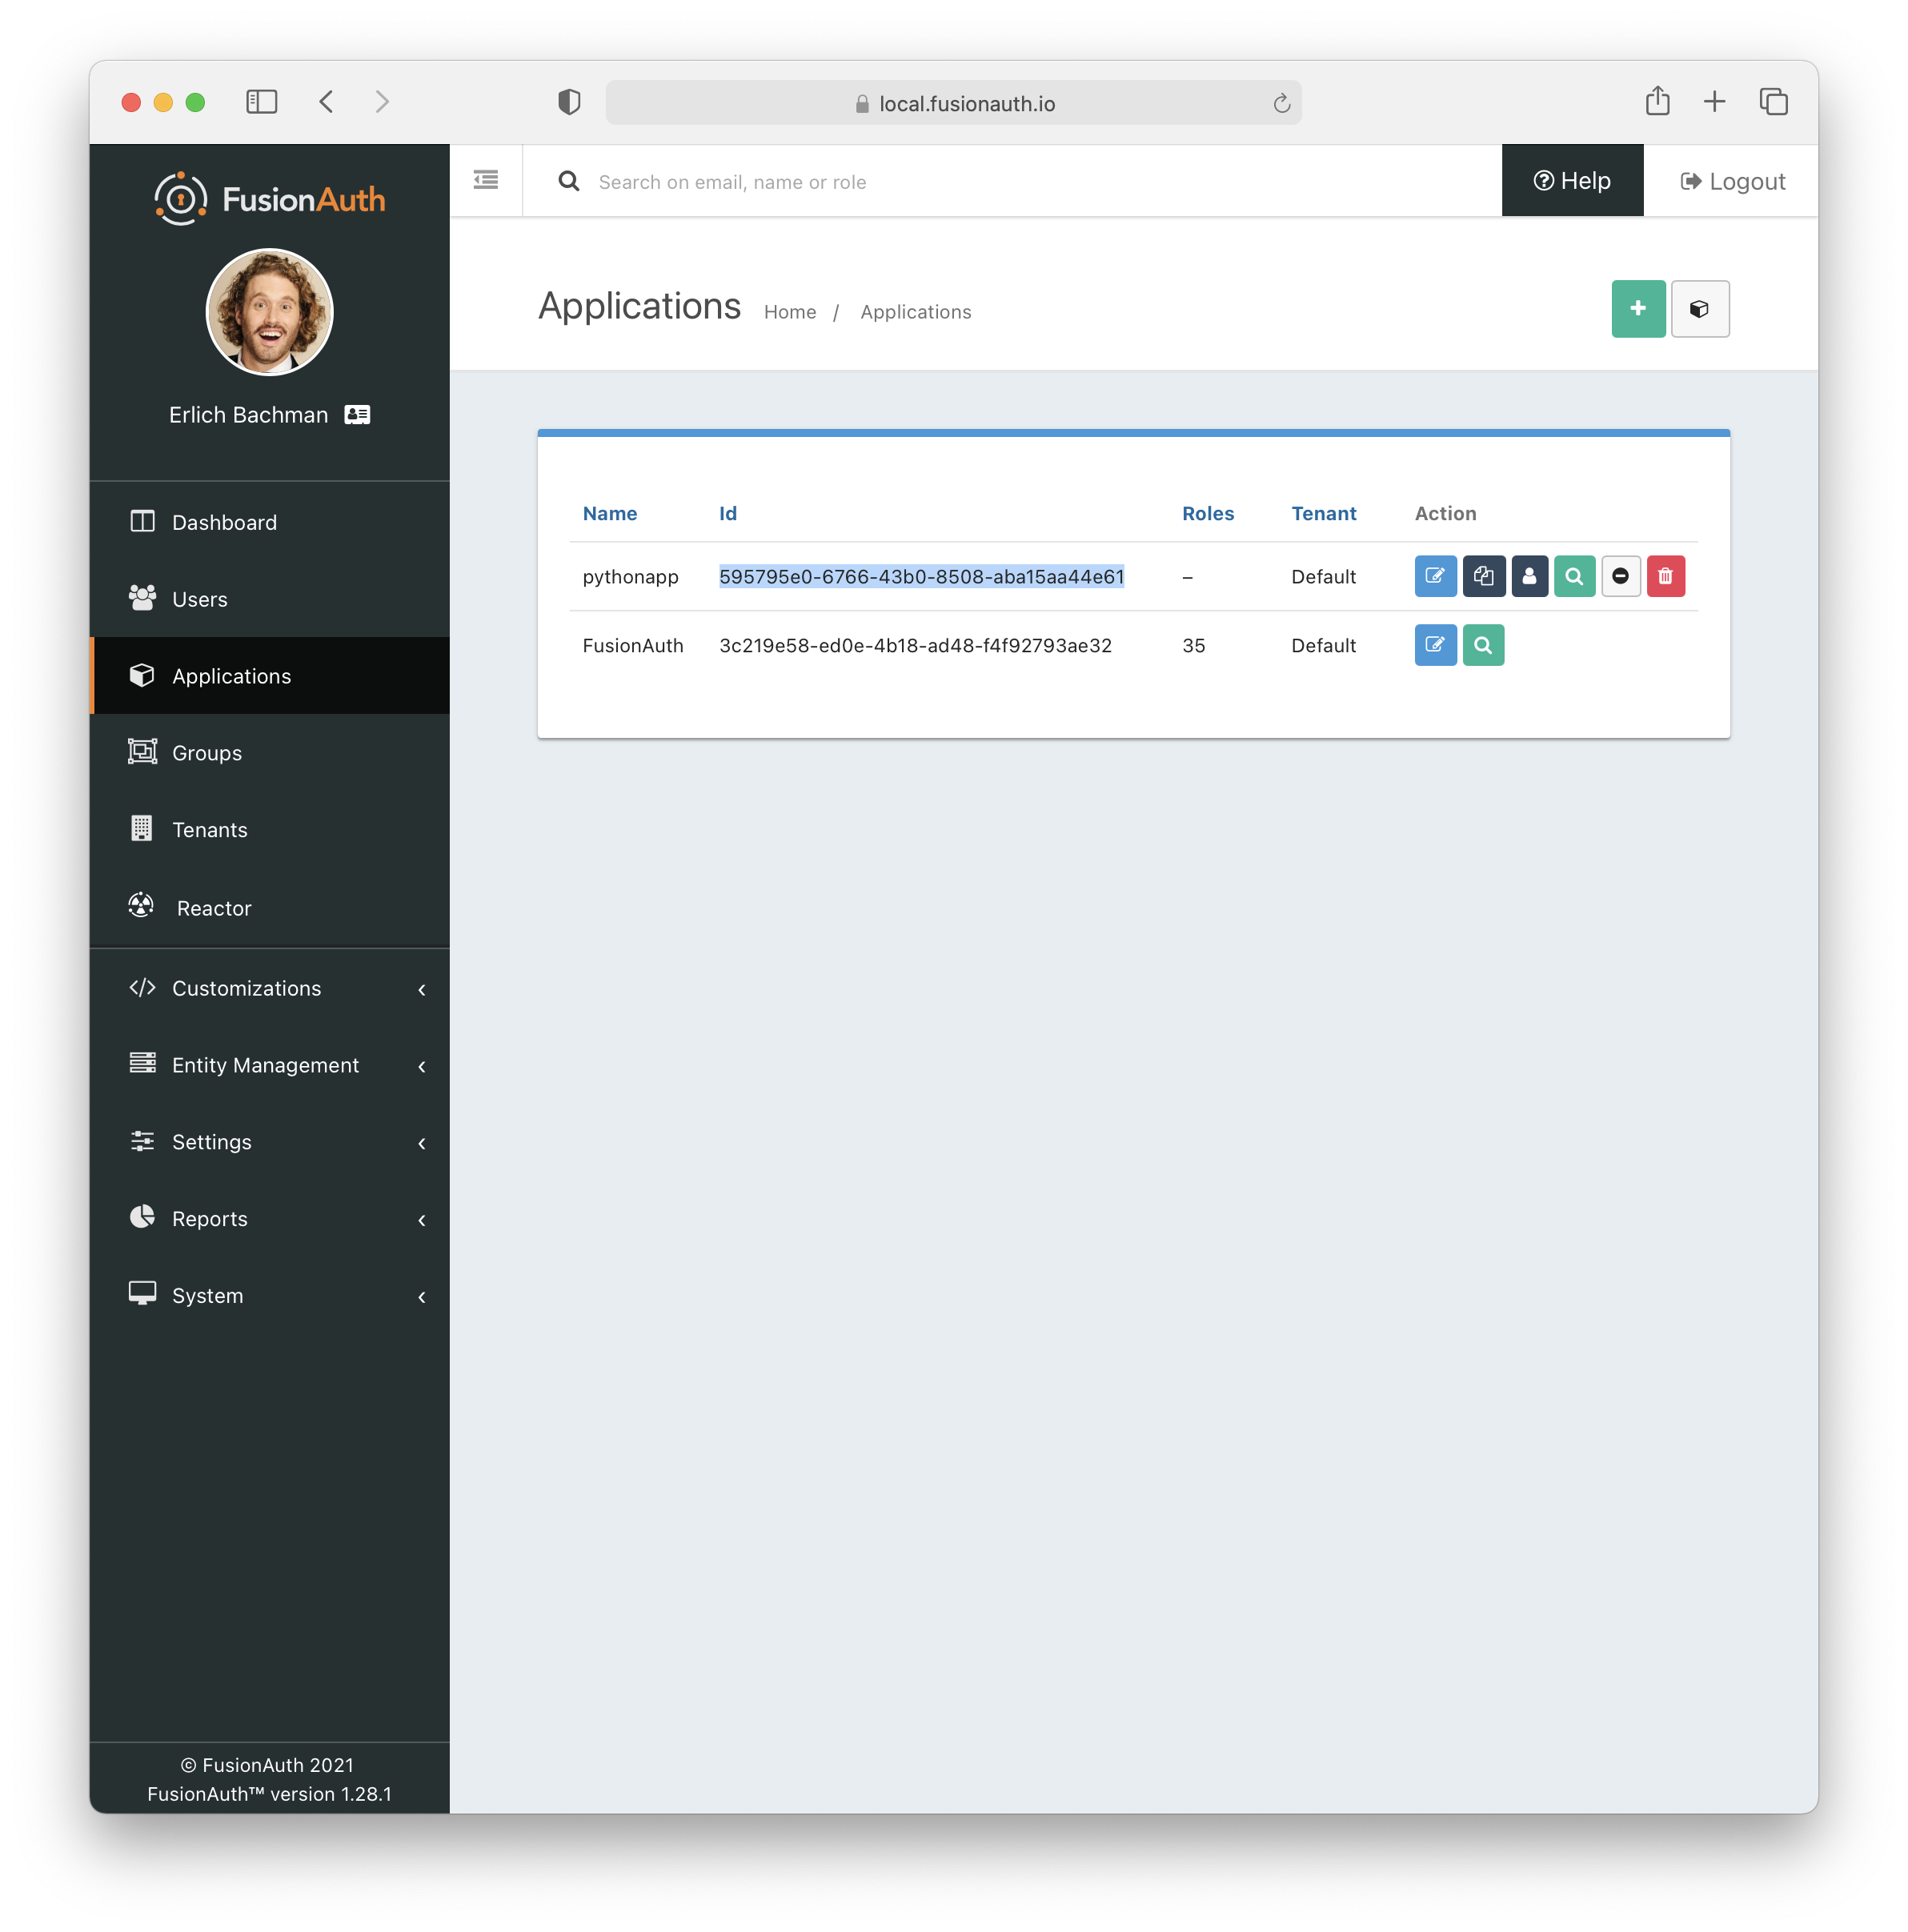 local.fusionauth.io
FusionAuth
Search on email, name or role
Help
Logout
Erlich Bachman
Applications
Home / Applications
Dashboard
Users
Applications
Groups
Tenants
Reactor
Customizations
Entity Management
Settings
Reports
System
Name Id Roles Tenant Action
pythonapp 595795e0-6766-43b0-8508-aba15aa44e61 – Default
FusionAuth 3c219e58-ed0e-4b18-ad48-f4f92793ae32 35 Default
© FusionAuth 2021
FusionAuth™ version 1.28.1